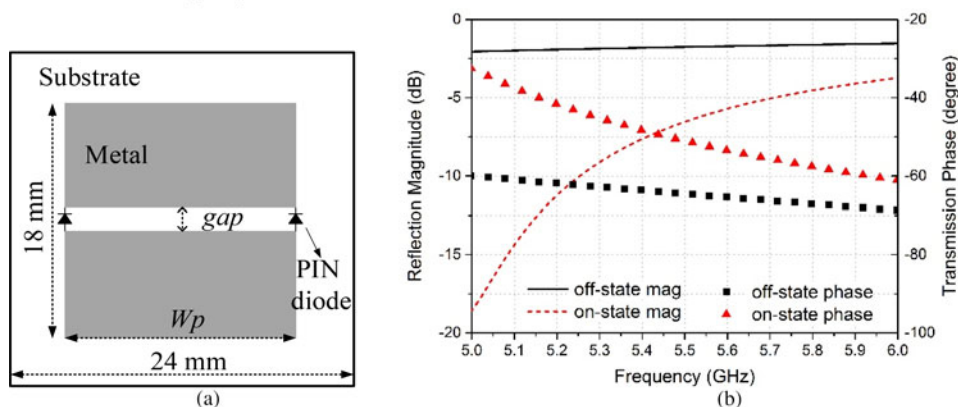 Substrate
Metal
gap
18 mm
PIN
diode
Wp
24 mm
(a)
Reflection Magnitude (dB)
0
-5
-10
-15
-20
off-state mag
on-state mag
off-state phase
on-state phase
5.0 5.1 5.2 5.3 5.4 5.5 5.6 5.7 5.8 5.9 6.0
Frequency (GHz)
-20
-40
-60
-80
-100
Transmission Phase (degree)
(b)